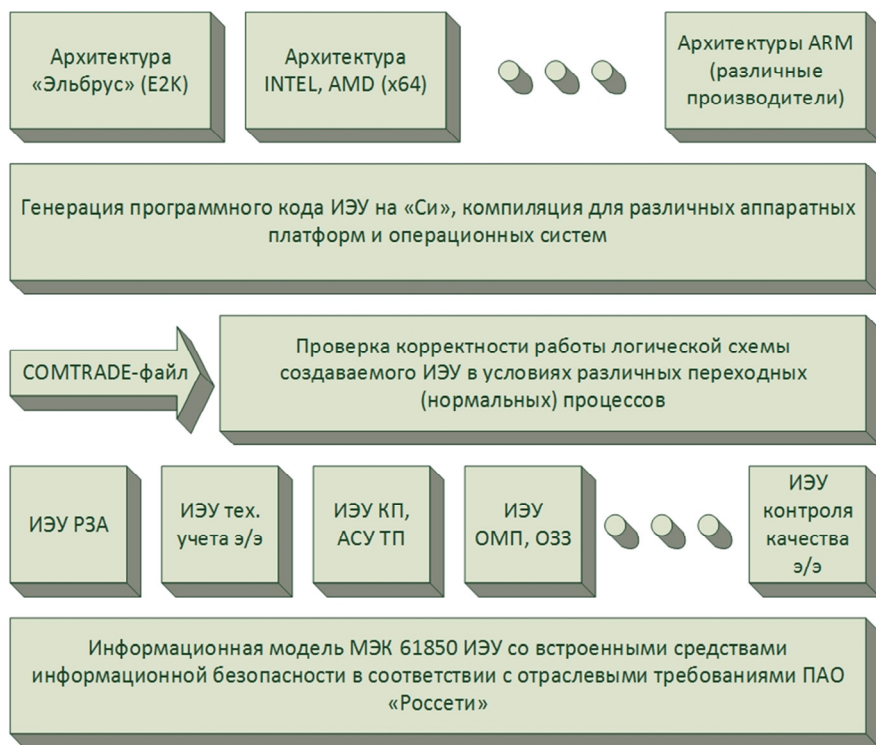 Архитектура
«Эльбрус» (E2K)
Архитектура
INTEL, AMD (x64)
Архитектуры ARM
(различные
производители)
Генерация программного кода ИЭУ на «Си», компиляция для различных аппаратных
платформ и операционных систем
COMTRADE-файл
Проверка корректности работы логической схемы
создаваемого ИЭУ в условиях различных переходных
(нормальных) процессов
ИЭУ РЗА
ИЭУ тех.
учета э/э
ИЭУ КП,
АСУ ТП
ИЭУ
ОМП, ОЗЗ
ИЭУ
контроля
качества
э/э
Информационная модель МЭК 61850 ИЭУ со встроенными средствами
информационной безопасности в соответствии с отраслевыми требованиями ПАО
«Россети»